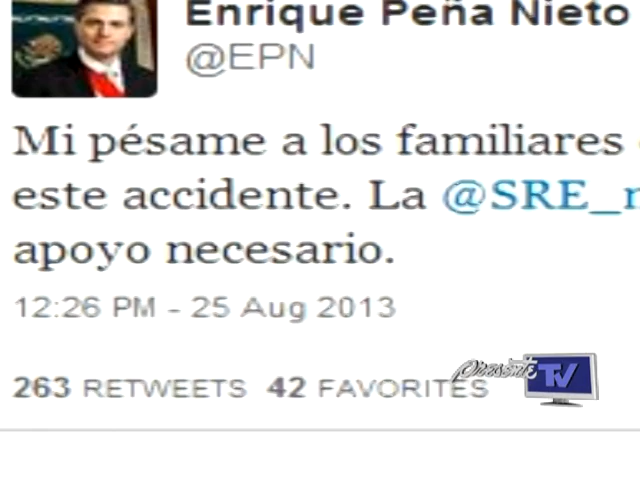 Enrique Peña Nieto
@EPN
Mi pésame a los familiares
este accidente. La @SRE_
apoyo necesario.
12:26 PM - 25 Aug 2013
263 RETWEETS 42 FAVORITES
presente TV